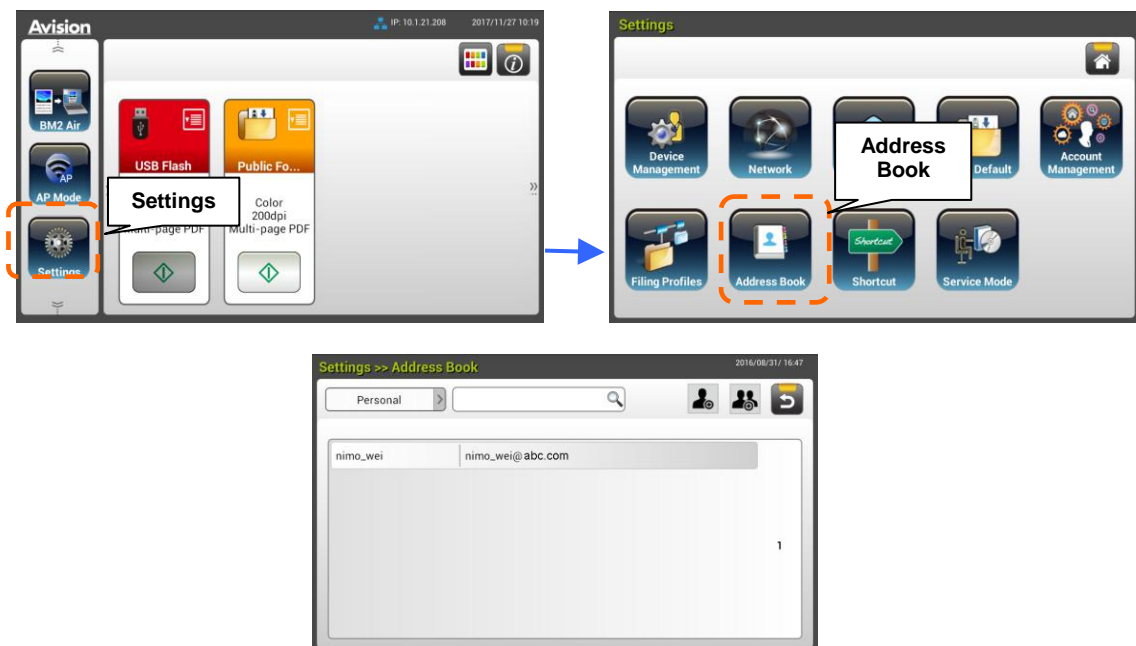 Avision
IP: 10.1.21.208
2017/11/27 10:19
BM2 Air
AP
AP Mode
Settings
USB Flash
Public Fo...
Color
200dpi
Multi-page PDF
Multi-page PDF
Settings
Settings
Device
Management
Network
Default
Account
Management
Address
Book
Filing Profiles
Address Book
Shortcut
Shortcut
Service Mode
Settings >> Address Book
2016/08/31/ 16:47
Personal
nimo_wei
nimo_wei@abc.com
1